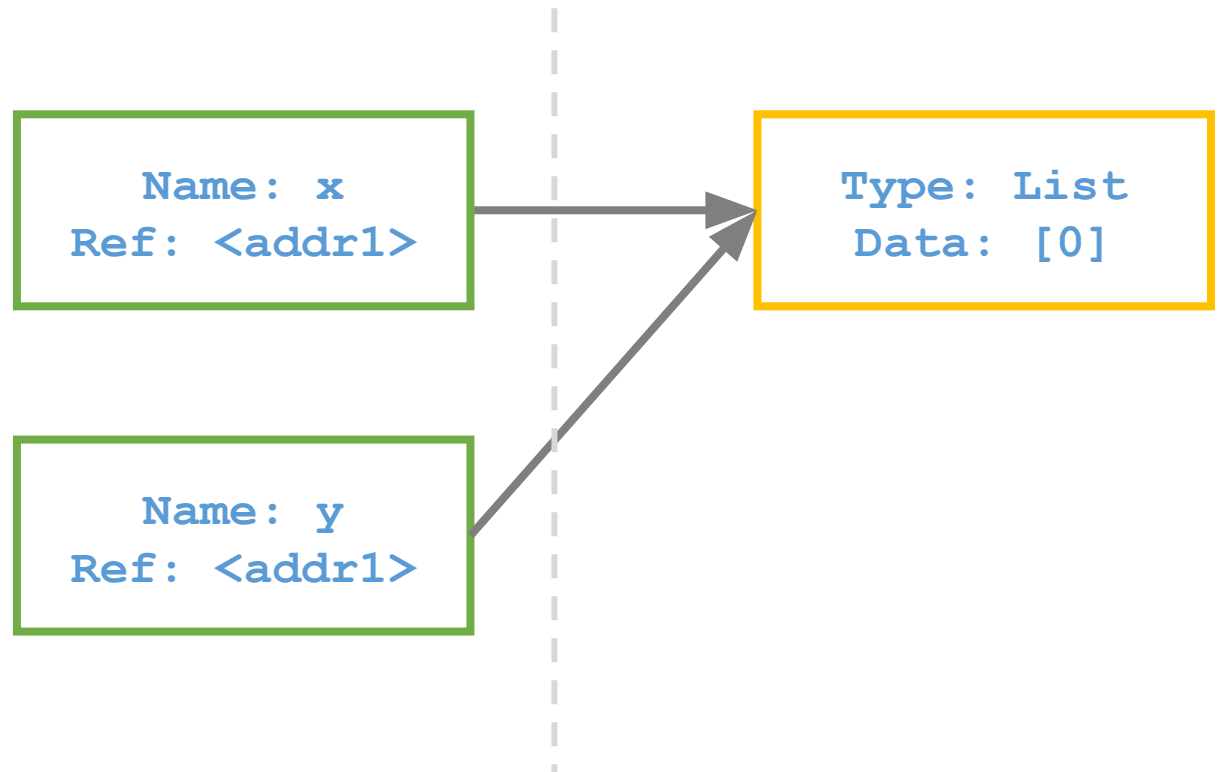 Name: x
Ref: <addr1>
Type: List
Data: [0]
Name: y
Ref: <addr1>